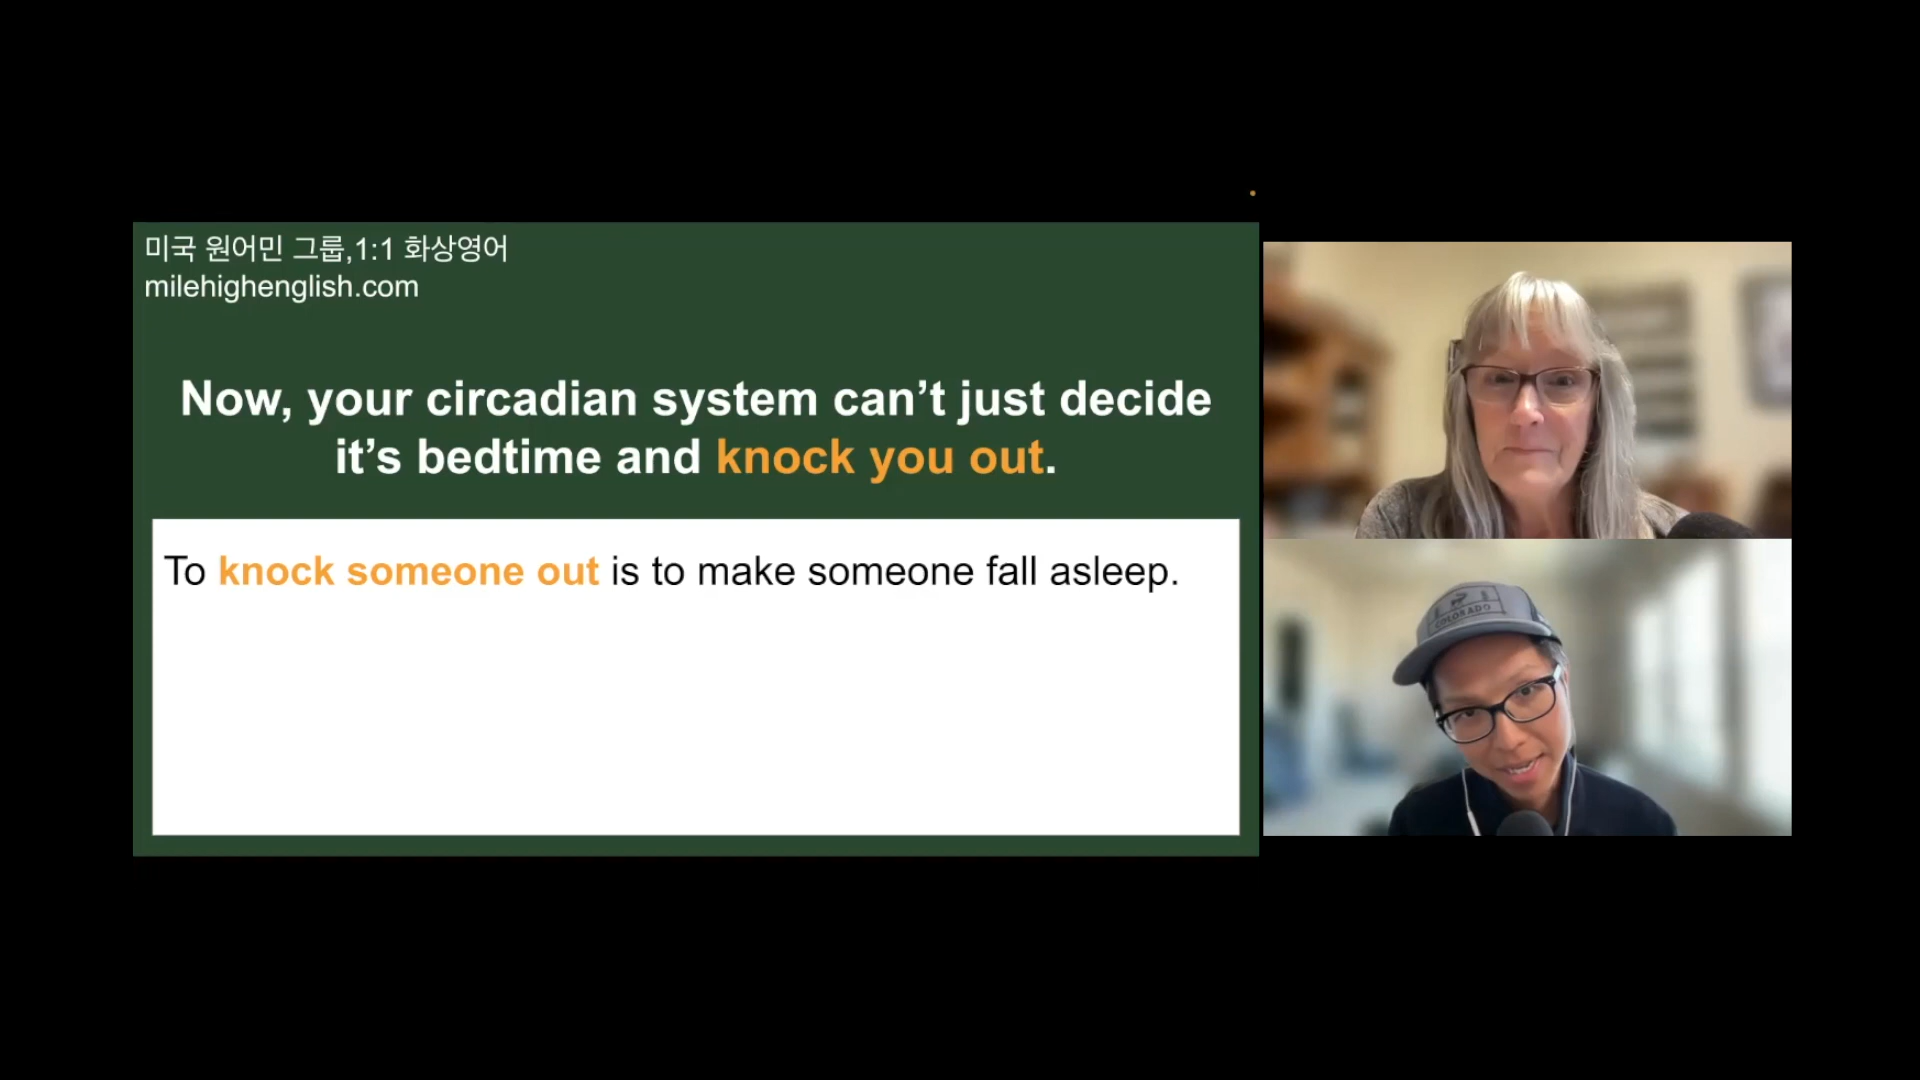 미국 원어민 그룹,1:1 화상영어
milehighenglish.com
Now, your circadian system can’t just decide
it’s bedtime and knock you out.
To knock someone out is to make someone fall asleep.
COLORADO